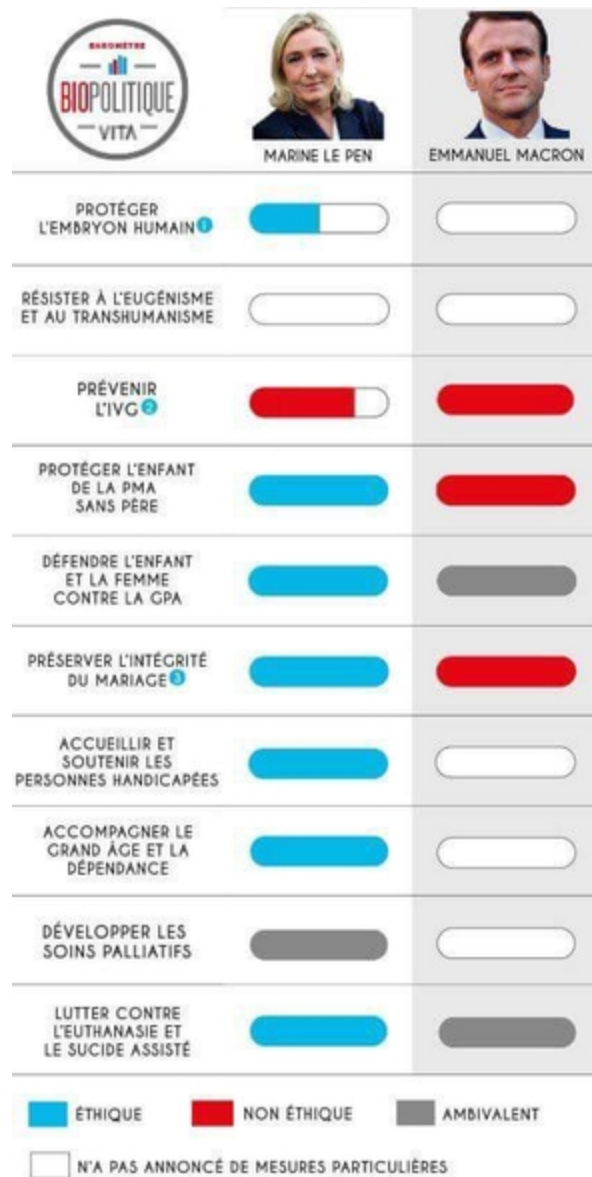 BAROMÈTRE
BIOPOLITIQUE
VITA
MARINE LE PEN
EMMANUEL MACRON
PROTÉGER
L'EMBRYON HUMAIN 1
RÉSISTER À L'EUGÉNISME
ET AU TRANSHUMANISME
PRÉVENIR
L'IVG 2
PROTÉGER L'ENFANT
DE LA PMA
SANS PÈRE
DÉFENDRE L'ENFANT
ET LA FEMME
CONTRE LA GPA
PRÉSERVER L'INTÉGRITÉ
DU MARIAGE 3
ACCUEILLIR ET
SOUTENIR LES
PERSONNES HANDICAPÉES
ACCOMPAGNER LE
GRAND ÂGE ET LA
DÉPENDANCE
DÉVELOPPER LES
SOINS PALLIATIFS
LUTTER CONTRE
L'EUTHANASIE ET
LE SUCIDE ASSISTÉ
ÉTHIQUE
NON ÉTHIQUE
AMBIVALENT
N'A PAS ANNONCÉ DE MESURES PARTICULIÈRES